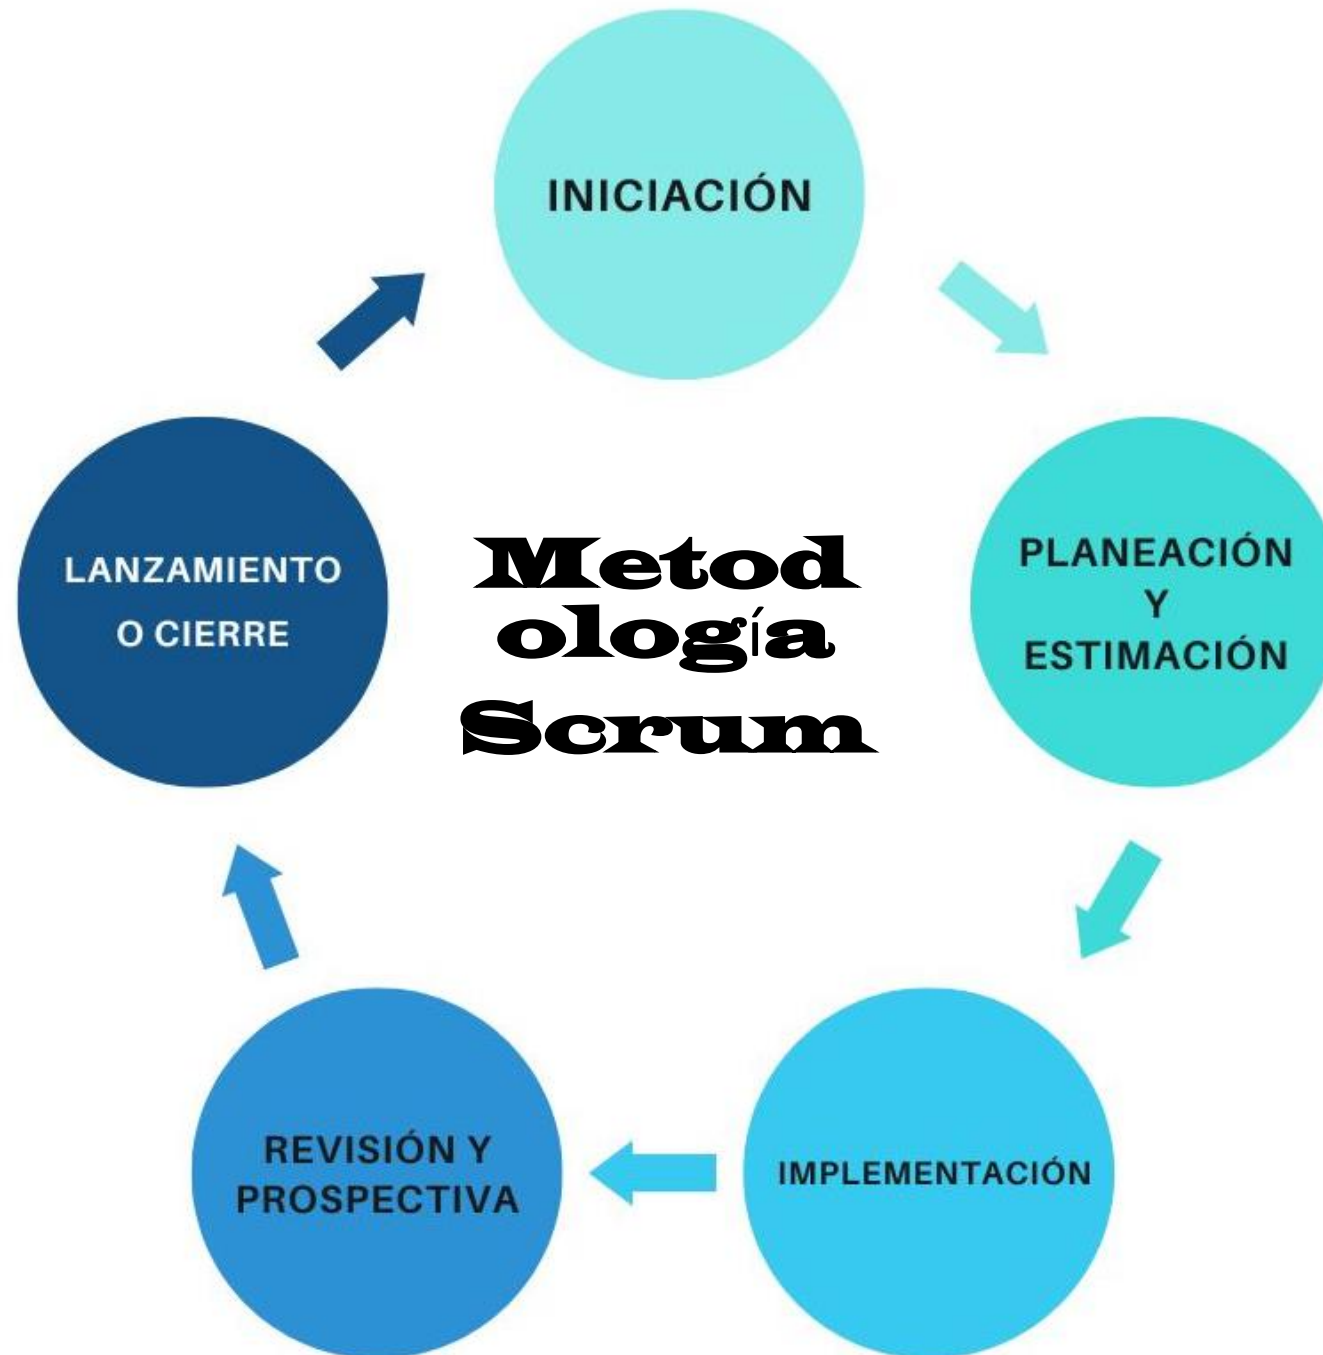 INICIACIÓN
PLANEACIÓN
Y
ESTIMACIÓN
IMPLEMENTACIÓN
REVISIÓN Y
PROSPECTIVA
LANZAMIENTO
O CIERRE
Metod
ología
Scrum